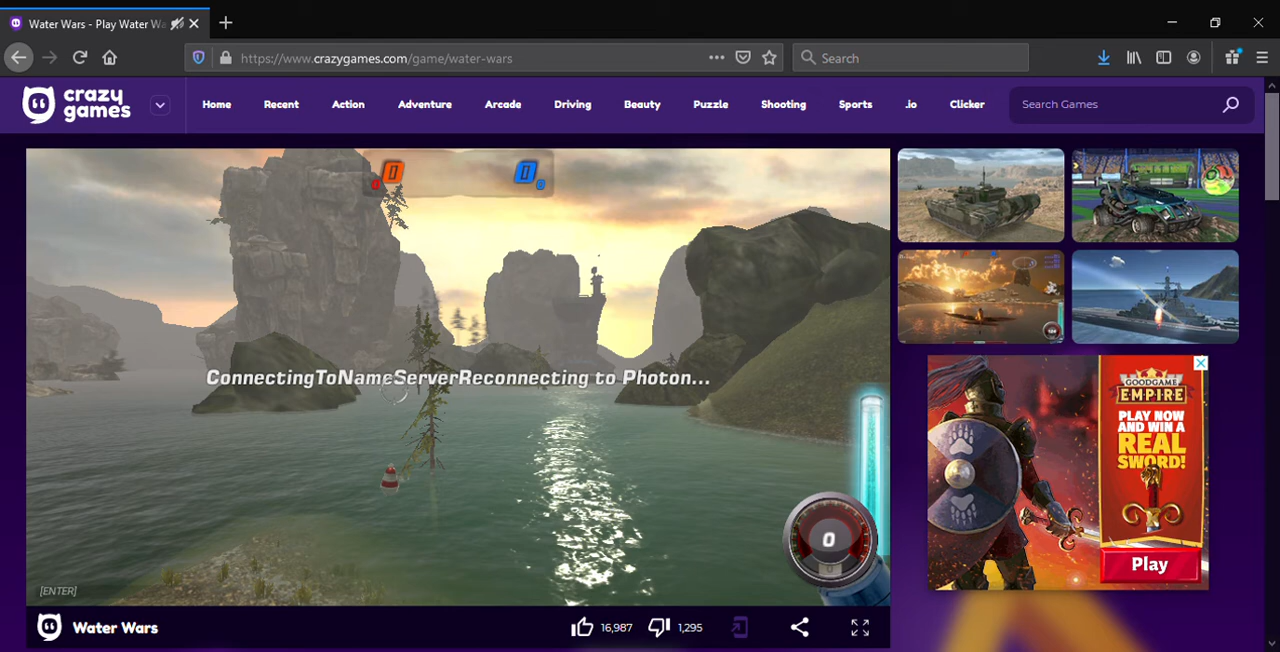 Water Wars - Play Water Wa
https://www.crazygames.com/game/water-wars
Search
crazy
games
Home
Recent
Action
Adventure
Arcade
Driving
Beauty
Puzzle
Shooting
Sports
.io
Clicker
Search Games
0
0
0
0
ConnectingToNameServerReconnecting to Photon...
0
0
[ENTER]
GOODGAME
EMPIRE
PLAY NOW
AND WIN A
REAL
SWORD!
Play
Water Wars
16,987
1,295